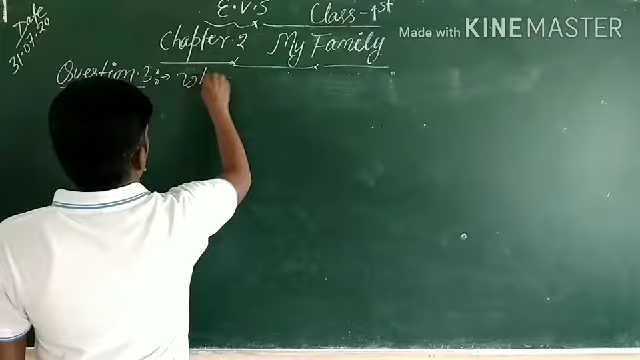 Date
31.07.20
E.V.S Class-1st
Chapter.2 My Family
Question.3:→
Made with KINEMASTER